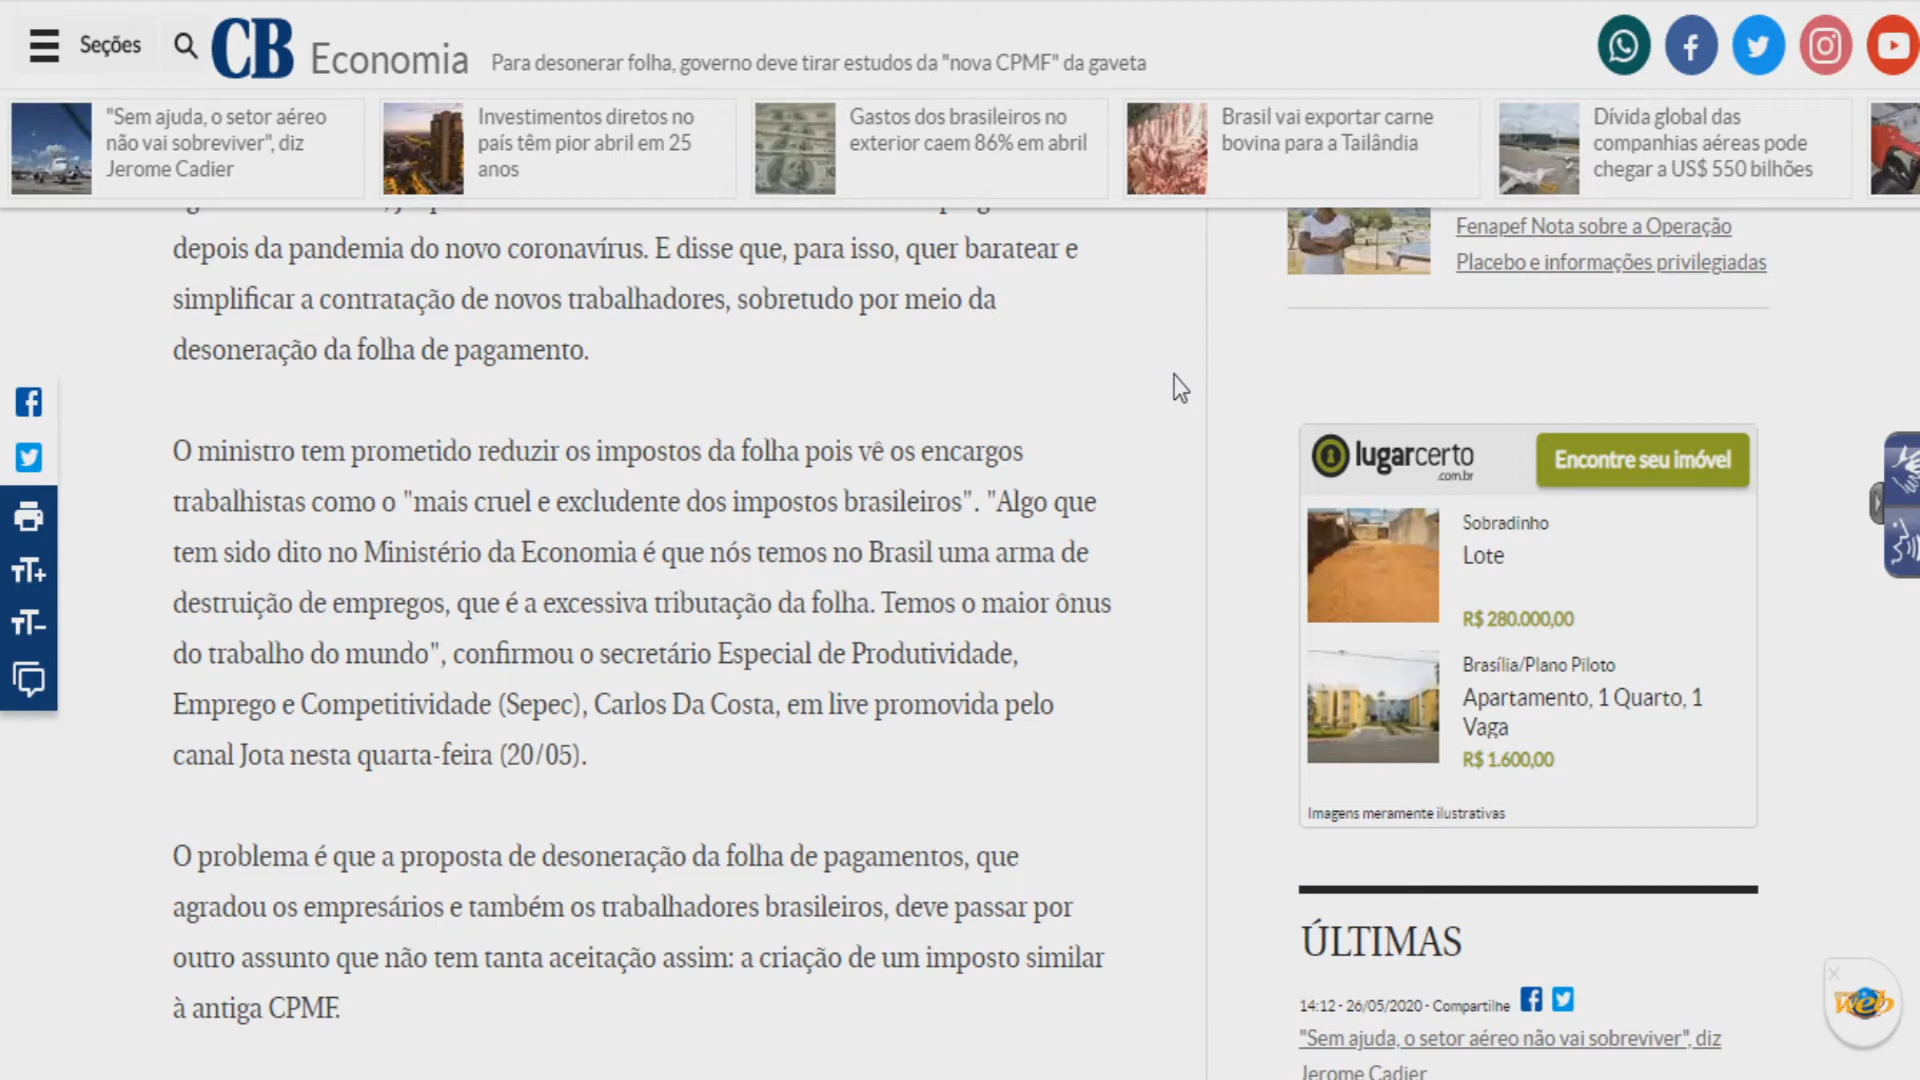 Seções
CB
Economia
Para desonerar folha, governo deve tirar estudos da "nova CPMF" da gaveta
"Sem ajuda, o setor aéreo
não vai sobreviver", diz
Jerome Cadier
Investimentos diretos no
país têm pior abril em 25
anos
Gastos dos brasileiros no
exterior caem 86% em abril
Brasil vai exportar carne
bovina para a Tailândia
Dívida global das
companhias aéreas pode
chegar a US$ 550 bilhões
depois da pandemia do novo coronavírus. E disse que, para isso, quer baratear e
simplificar a contratação de novos trabalhadores, sobretudo por meio da
desoneração da folha de pagamento.
O ministro tem prometido reduzir os impostos da folha pois vê os encargos
trabalhistas como o "mais cruel e excludente dos impostos brasileiros". "Algo que
tem sido dito no Ministério da Economia é que nós temos no Brasil uma arma de
destruição de empregos, que é a excessiva tributação da folha. Temos o maior ônus
do trabalho do mundo", confirmou o secretário Especial de Produtividade,
Emprego e Competitividade (Sepec), Carlos Da Costa, em live promovida pelo
canal Jota nesta quarta-feira (20/05).
O problema é que a proposta de desoneração da folha de pagamentos, que
agradou os empresários e também os trabalhadores brasileiros, deve passar por
outro assunto que não tem tanta aceitação assim: a criação de um imposto similar
à antiga CPMF.
Fenapef Nota sobre a Operação
Placebo e informações privilegiadas
lugarcerto
.com.br
Encontre seu imóvel
Sobradinho
Lote
R$ 280.000,00
Brasília/Plano Piloto
Apartamento, 1 Quarto, 1
Vaga
R$ 1.600,00
Imagens meramente ilustrativas
ÚLTIMAS
14:12 - 26/05/2020 - Compartilhe
"Sem ajuda, o setor aéreo não vai sobreviver", diz
Jerome Cadier
web